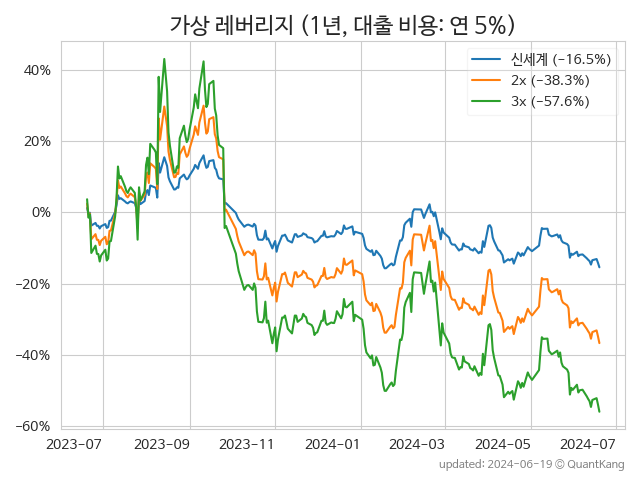 가상 레버리지 (1년, 대출 비용: 연 5%)
신세계 (−16.5%)
2x (−38.3%)
3x (−57.6%)
40%
20%
0%
−20%
−40%
−60%
2023-07 2023-09 2023-11 2024-01 2024-03 2024-05 2024-07
updated: 2024-06-19 © QuantKang